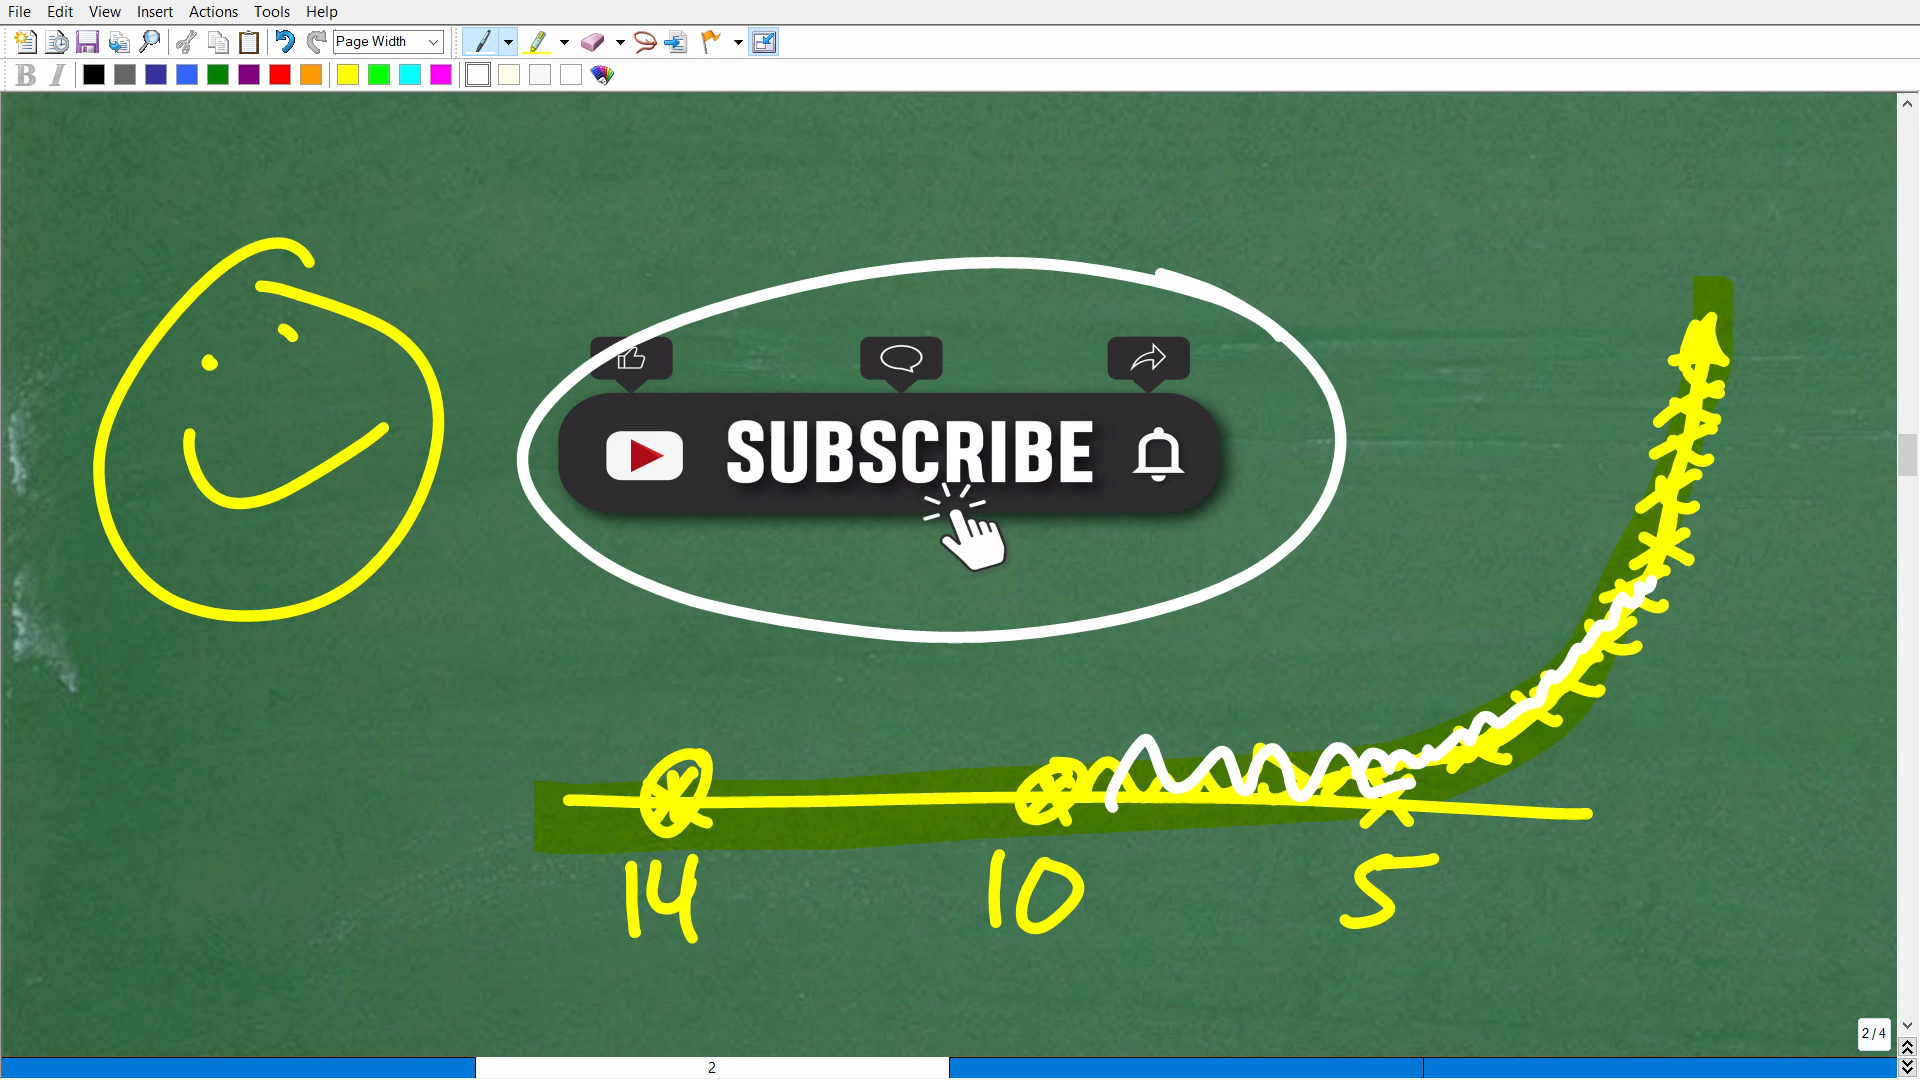 File Edit View Insert Actions Tools Help
Page Width
B I
SUBSCRIBE
14 10 5
2 / 4
2